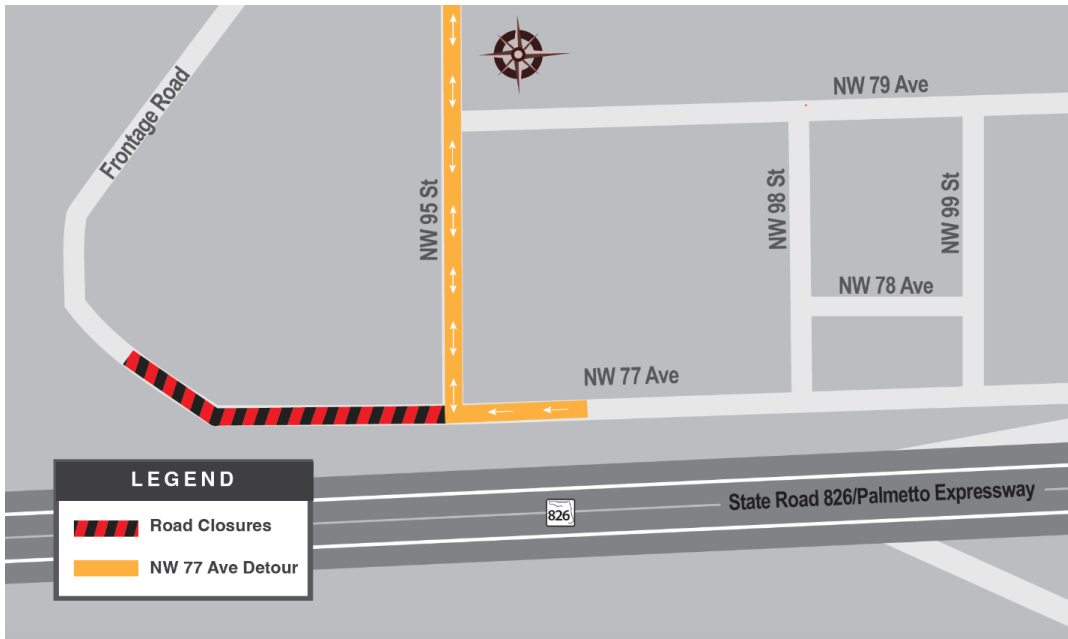 NW 79 Ave
Frontage Road
NW 95 St
NW 98 St
NW 99 St
NW 78 Ave
NW 77 Ave
State Road 826/Palmetto Expressway
826
LEGEND
Road Closures
NW 77 Ave Detour